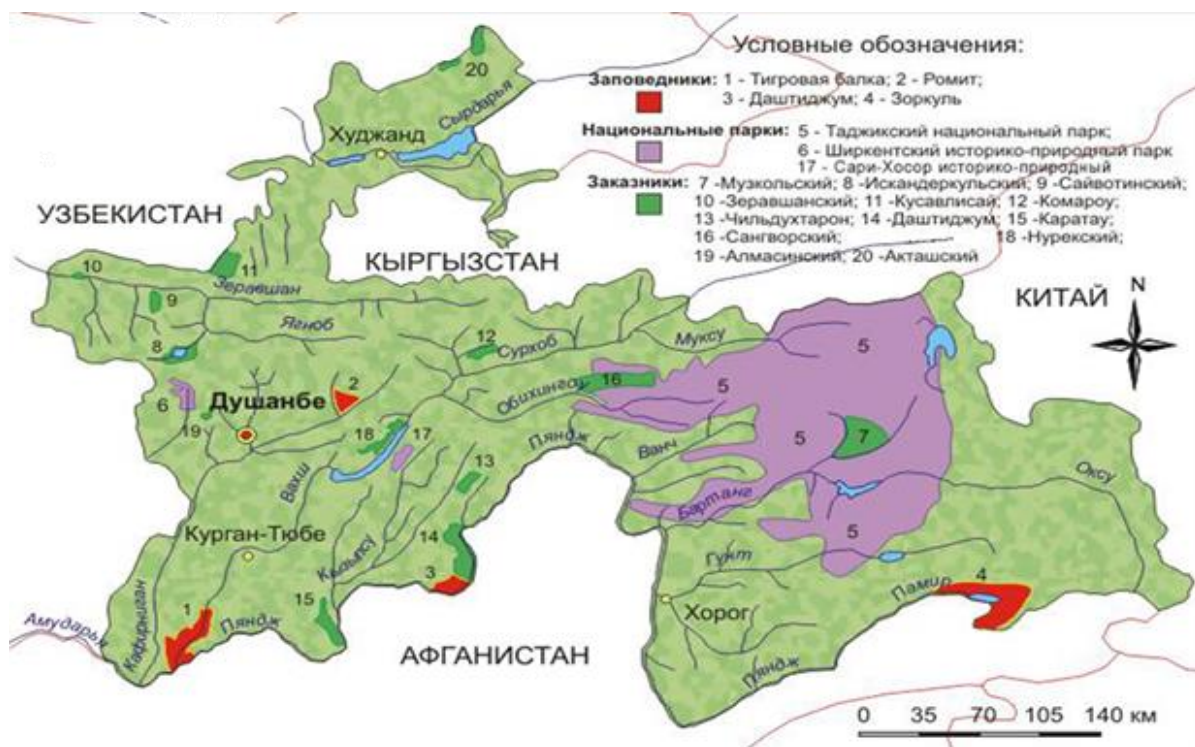 Условные обозначения:
Заповедники: 1 - Тигровая балка; 2 - Ромит;
3 - Даштиджум; 4 - Зоркуль
Национальные парки: 5 - Таджикский национальный парк;
6 - Ширкентский историко-природный парк
17 - Сари-Хосор историко-природный
Заказники: 7 -Музкольский; 8 -Искандеркульский; 9 -Сайвотинский;
10 -Зеравшанский; 11 -Кусавлисай; 12 -Комароу;
13 -Чильдухтарон; 14 -Даштиджум; 15 -Каратау;
16 -Сангворский; 18 -Нурекский;
19 -Алмасинский; 20 -Акташский
20
Сырдарья
Худжанд
УЗБЕКИСТАН
КЫРГЫЗСТАН
КИТАЙ
N
10
11
Зеравшан
9
Ягноб
8
12
Сурхоб
Муксу
5
6
2
Душанбе
Обихингоу
16
5
19
18
17
Пяндж
Ванч
5
7
Вахш
13
Бартанг
Оксу
Курган-Тюбе
Кызылсу
14
5
3
Гунт
1
15
Памир
4
Хорог
Кафирниган
Пяндж
Амударья
АФГАНИСТАН
Пяндж
0 35 70 105 140 км